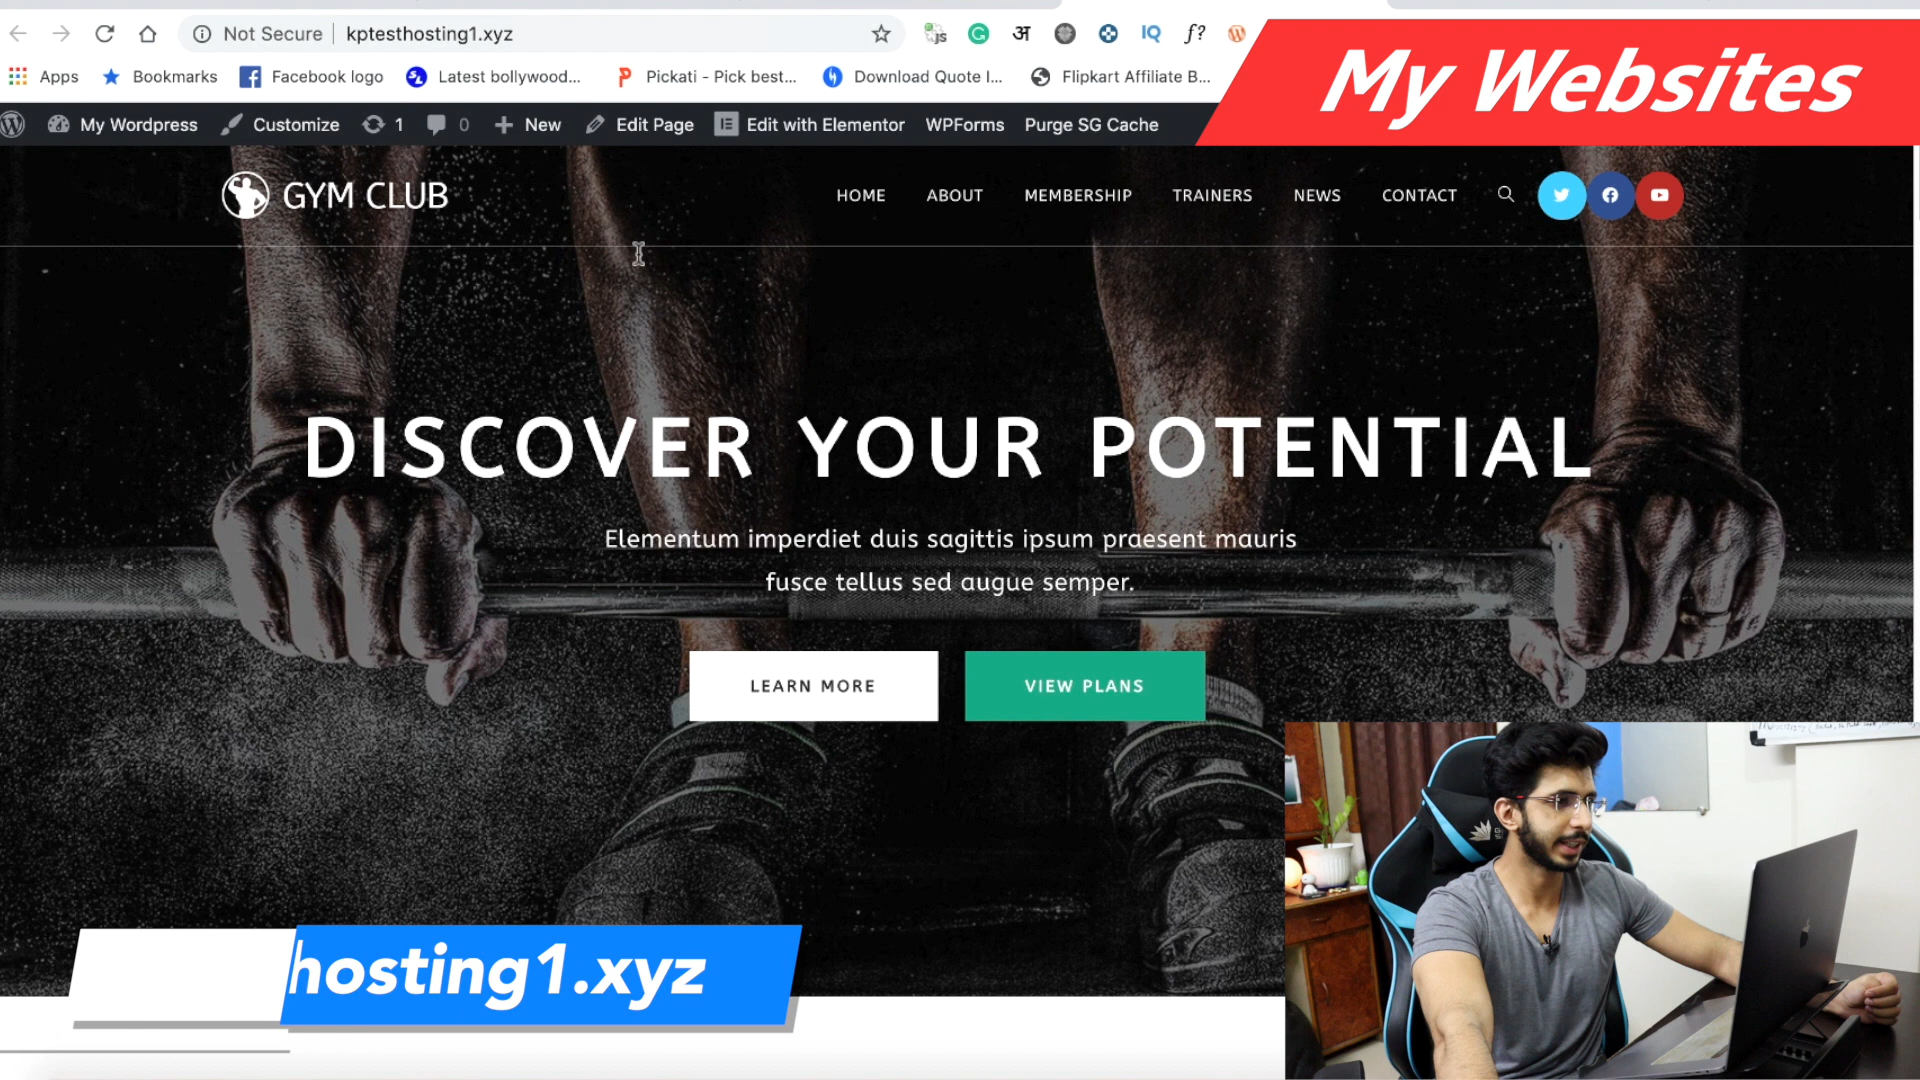 Not Secure kptesthosting1.xyz अ IQ f?
Apps Bookmarks Facebook logo Latest bollywood... Pickati - Pick best... Download Quote I... Flipkart Affiliate B...
My Websites
My Wordpress Customize 1 0 New Edit Page Edit with Elementor WPForms Purge SG Cache
GYM CLUB HOME ABOUT MEMBERSHIP TRAINERS NEWS CONTACT
DISCOVER YOUR POTENTIAL
Elementum imperdiet duis sagittis ipsum praesent mauris
fusce tellus sed augue semper.
LEARN MORE VIEW PLANS
hosting1.xyz